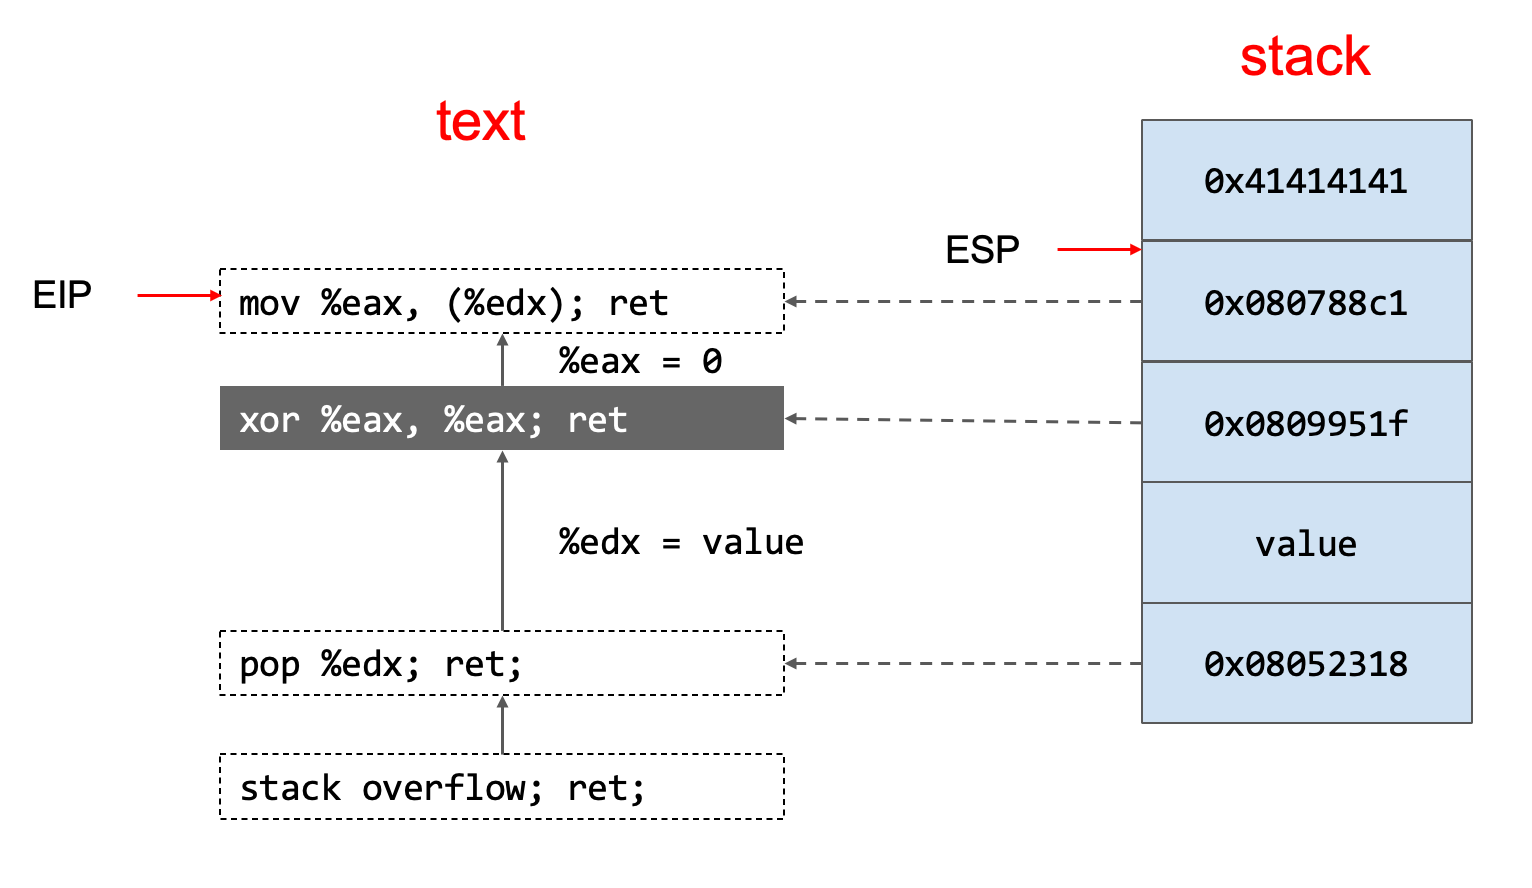 stack
text
0x41414141
ESP
EIP
mov %eax, (%edx); ret
0x080788c1
%eax = 0
xor %eax, %eax; ret
0x0809951f
%edx = value
value
pop %edx; ret;
0x08052318
stack overflow; ret;